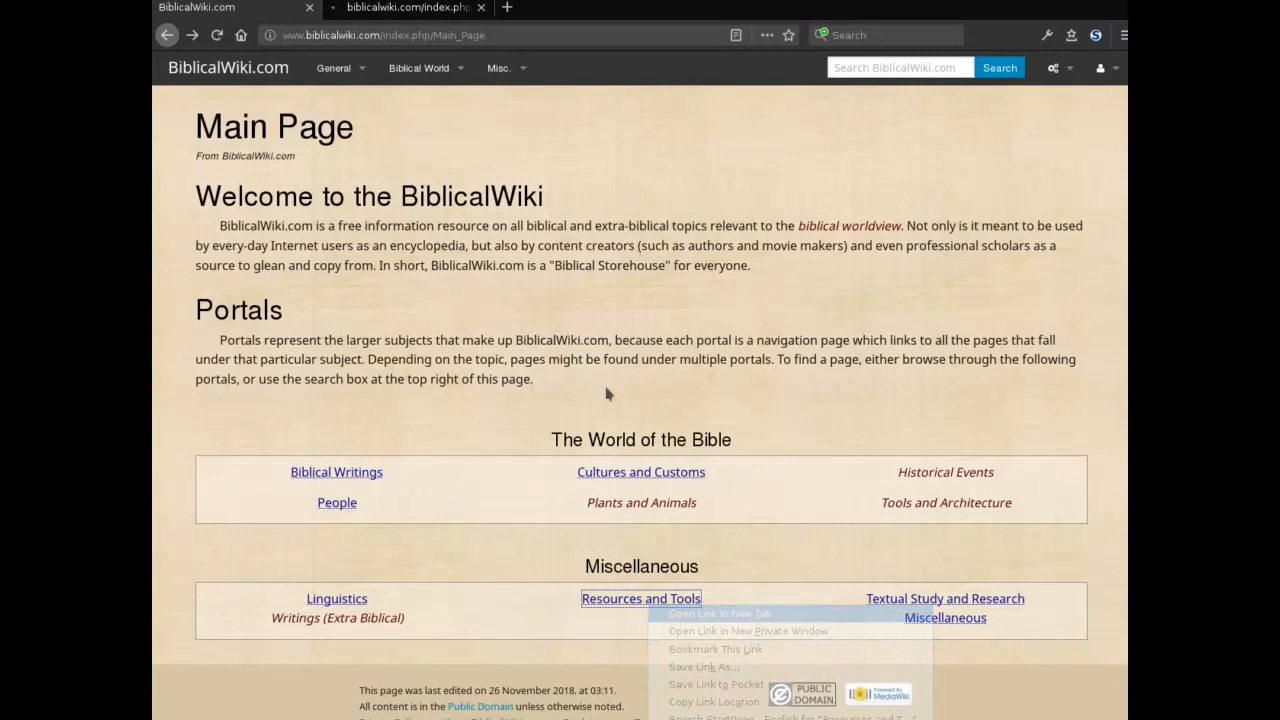 BiblicalWiki.com
biblicalwiki.com/index.php
www.biblicalwiki.com/index.php/Main_Page
Search
BiblicalWiki.com General Biblical World Misc. Search BiblicalWiki.com Search
Main Page
From BiblicalWiki.com
Welcome to the BiblicalWiki
BiblicalWiki.com is a free information resource on all biblical and extra-biblical topics relevant to the biblical worldview. Not only is it meant to be used
by every-day Internet users as an encyclopedia, but also by content creators (such as authors and movie makers) and even professional scholars as a
source to glean and copy from. In short, BiblicalWiki.com is a "Biblical Storehouse" for everyone.
Portals
Portals represent the larger subjects that make up BiblicalWiki.com, because each portal is a navigation page which links to all the pages that fall
under that particular subject. Depending on the topic, pages might be found under multiple portals. To find a page, either browse through the following
portals, or use the search box at the top right of this page.
The World of the Bible
Biblical Writings Cultures and Customs Historical Events
People Plants and Animals Tools and Architecture
Miscellaneous
Linguistics Resources and Tools Textual Study and Research
Writings (Extra Biblical) Miscellaneous
Open Link in New Tab
Open Link in New Private Window
Bookmark This Link
Save Link As...
Save Link to Pocket
Copy Link Location
This page was last edited on 26 November 2018, at 03:11.
All content is in the Public Domain unless otherwise noted.
PUBLIC
DOMAIN
Powered By
MediaWiki